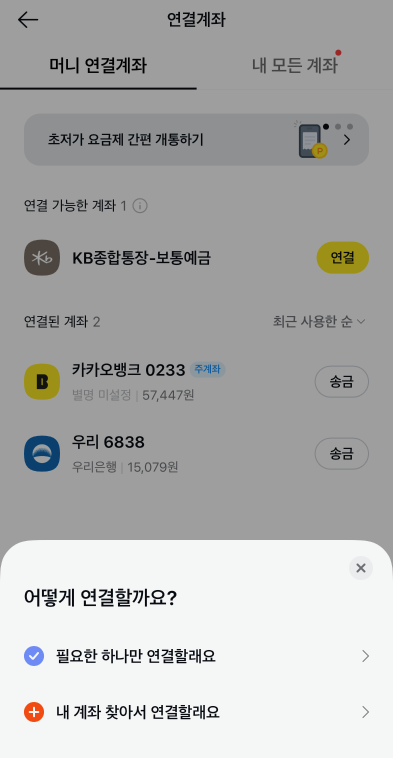 연결계좌
머니 연결계좌
내 모든 계좌
초저가 요금제 간편 개통하기
P
연결 가능한 계좌 1
KB종합통장-보통예금
연결
연결된 계좌 2
최근 사용한 순
카카오뱅크 0233 주계좌
별명 미설정 | 57,447원
송금
우리 6838
우리은행 | 15,079원
송금
어떻게 연결할까요?
필요한 하나만 연결할래요
내 계좌 찾아서 연결할래요